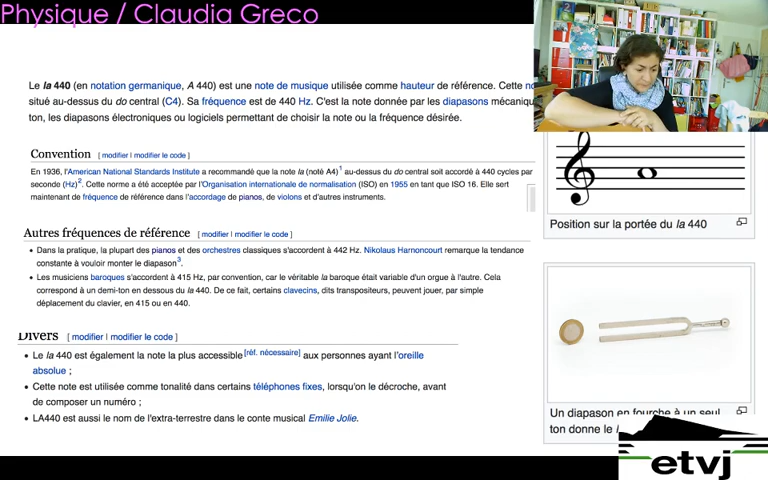 Physique / Claudia Greco
Le la 440 (en notation germanique, A 440) est une note de musique utilisée comme hauteur de référence. Cette
situé au-dessus du do central (C4). Sa fréquence est de 440 Hz. C'est la note donnée par les diapasons
ton, les diapasons électroniques ou logiciels permettant de choisir la note ou la fréquence désirée.
Convention [ modifier | modifier le code ]
En 1936, l'American National Standards Institute a recommandé que la note la (noté A4)1 au-dessus du do central soit accordé à 440 cycles par
seconde (Hz)2. Cette norme a été acceptée par l'Organisation internationale de normalisation (ISO) en 1955 en tant que ISO 16. Elle sert
maintenant de fréquence de référence dans l'accordage de pianos, de violons et d'autres instruments.
Autres fréquences de référence [ modifier | modifier le code ]
• Dans la pratique, la plupart des pianos et des orchestres classiques s'accordent à 442 Hz. Nikolaus Harnoncourt remarque la tendance
constante à vouloir monter le diapason3.
• Les musiciens baroques s'accordent à 415 Hz, par convention, car le véritable la baroque était variable d'un orgue à l'autre. Cela
correspond à un demi-ton en dessous du la 440. De ce fait, certains clavecins, dits transpositeurs, peuvent jouer, par simple
déplacement du clavier, en 415 ou en 440.
Divers [ modifier | modifier le code ]
• Le la 440 est également la note la plus accessible[réf. nécessaire] aux personnes ayant l'oreille
absolue ;
• Cette note est utilisée comme tonalité dans certains téléphones fixes, lorsqu'on le décroche, avant
de composer un numéro ;
• LA440 est aussi le nom de l'extra-terrestre dans le conte musical Emilie Jolie.
Position sur la portée du la 440
Un diapason en fourche à un seul
ton donne le
etvj